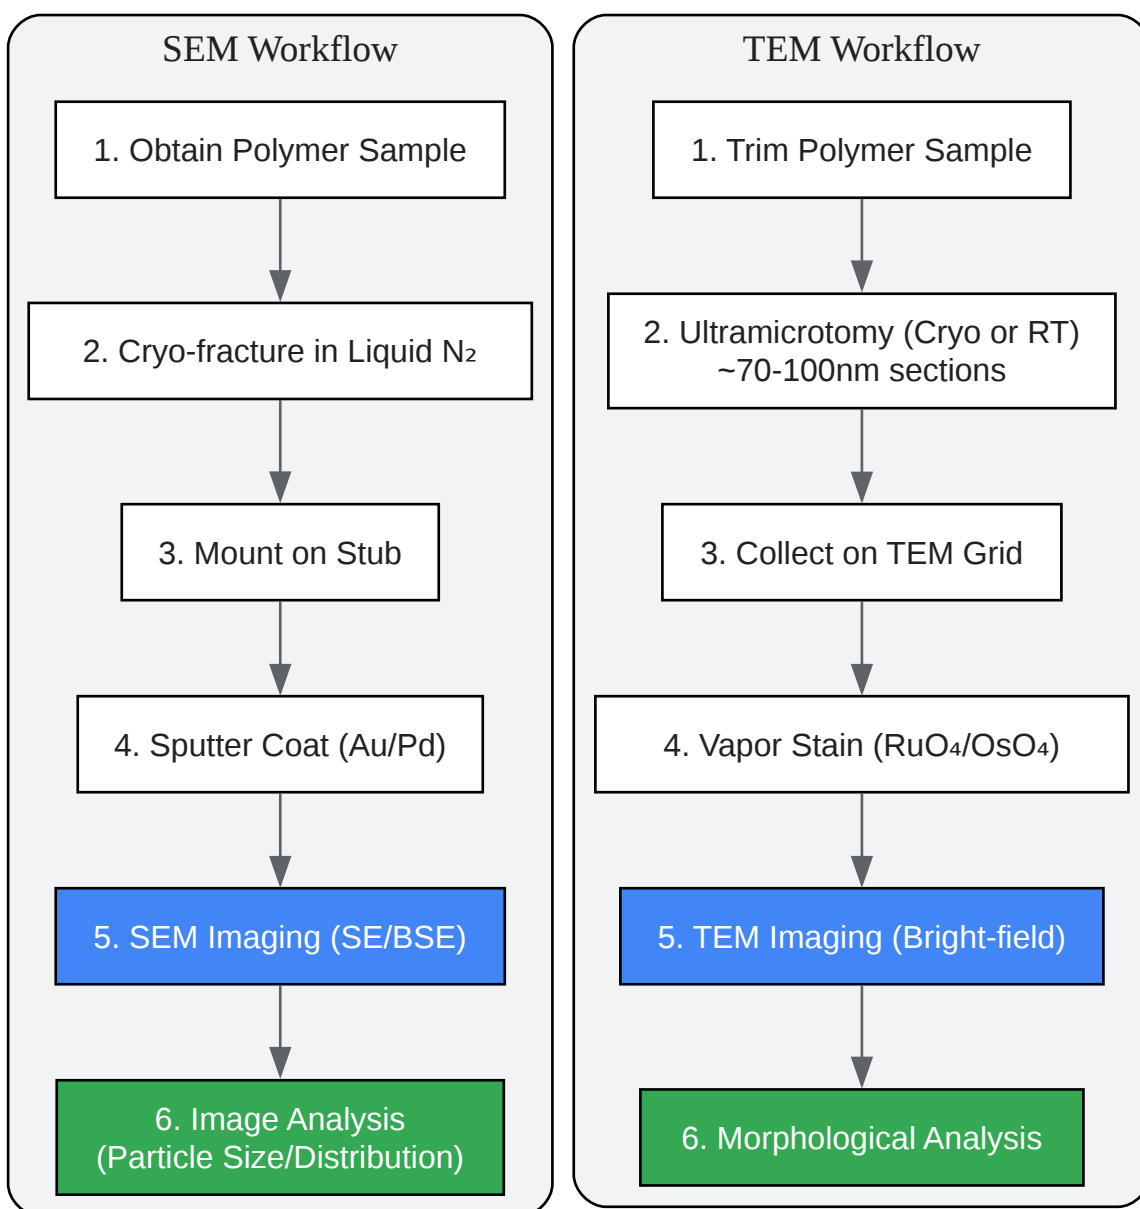 SEM Workflow
1. Obtain Polymer Sample
2. Cryo-fracture in Liquid N₂
3. Mount on Stub
4. Sputter Coat (Au/Pd)
5. SEM Imaging (SE/BSE)
6. Image Analysis
(Particle Size/Distribution)
TEM Workflow
1. Trim Polymer Sample
2. Ultramicrotomy (Cryo or RT)
~70-100nm sections
3. Collect on TEM Grid
4. Vapor Stain (RuO₄/OsO₄)
5. TEM Imaging (Bright-field)
6. Morphological Analysis